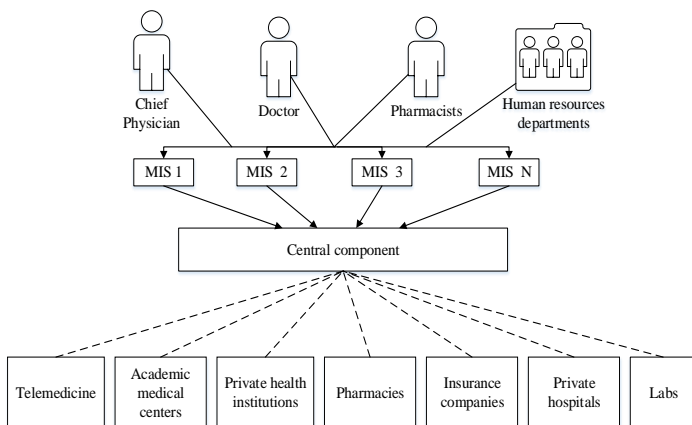 Chief
Physician
Doctor
Pharmacists
Human resources
departments
MIS 1
MIS 2
MIS 3
MIS N
Central component
Telemedicine
Academic
medical
centers
Private health
institutions
Pharmacies
Insurance
companies
Private
hospitals
Labs